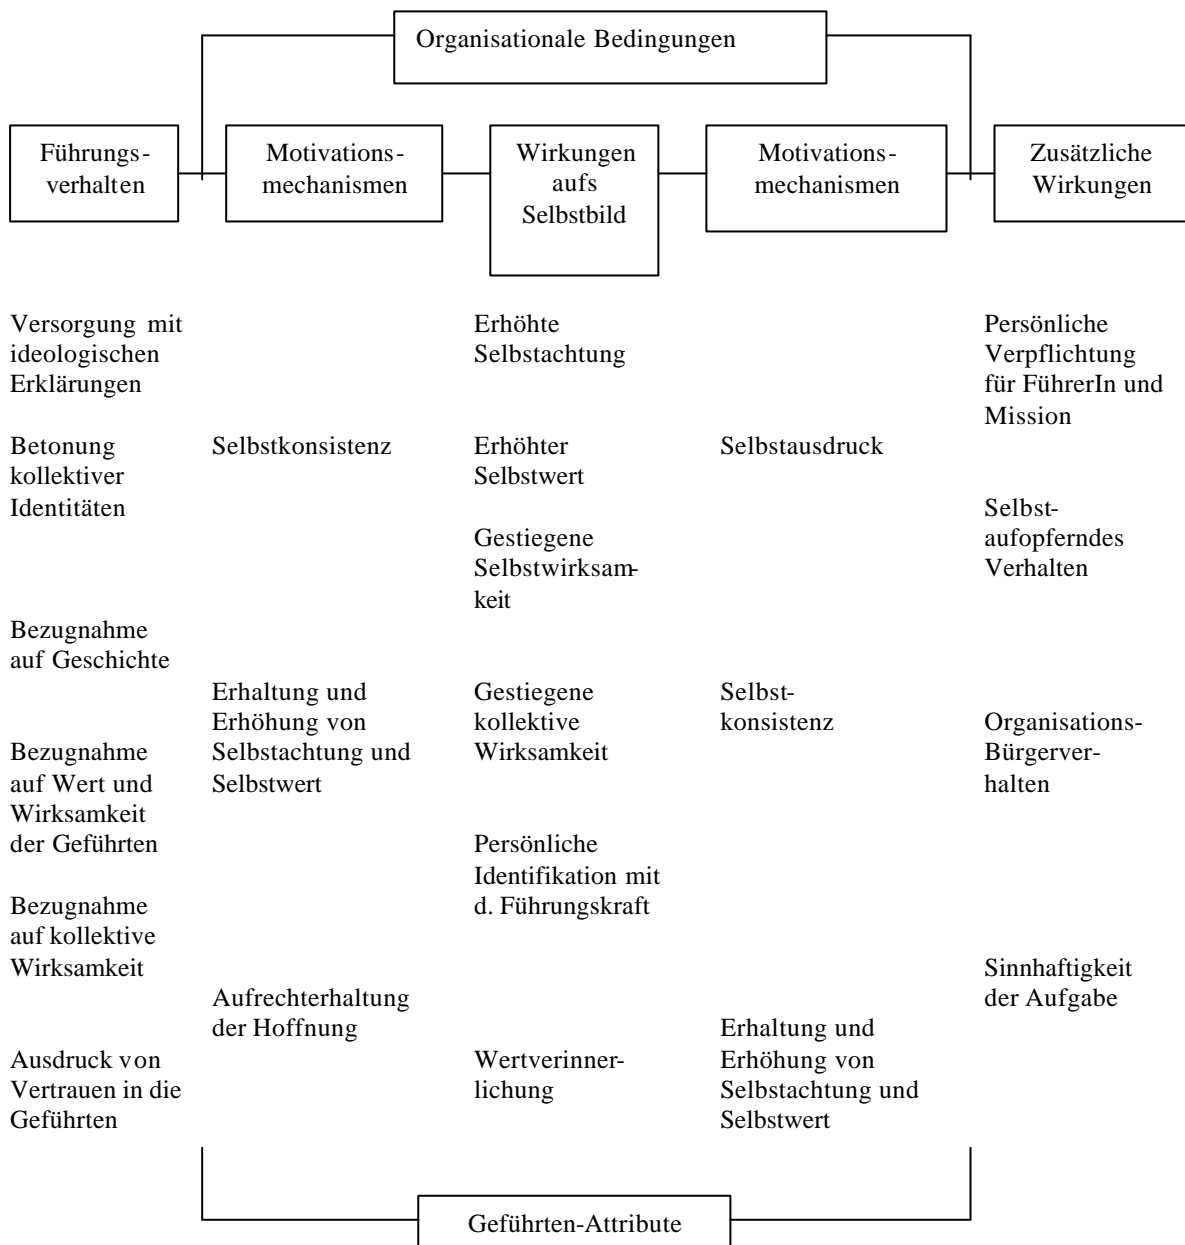 Organisationale Bedingungen
Führungs-
verhalten
Motivations-
mechanismen
Wirkungen
aufs
Selbstbild
Motivations-
mechanismen
Zusätzliche
Wirkungen
Versorgung mit
ideologischen
Erklärungen
Betonung
kollektiver
Identitäten
Bezugnahme
auf Geschichte
Bezugnahme
auf Wert und
Wirksamkeit
der Geführten
Bezugnahme
auf kollektive
Wirksamkeit
Ausdruck von
Vertrauen in die
Geführten
Selbstkonsistenz
Erhaltung und
Erhöhung von
Selbstachtung und
Selbstwert
Aufrechterhaltung
der Hoffnung
Erhöhte
Selbstachtung
Erhöhter
Selbstwert
Gestiegene
Selbstwirksam-
keit
Gestiegene
kollektive
Wirksamkeit
Persönliche
Identifikation mit
d. Führungskraft
Wertverinner-
lichung
Selbstausdruck
Selbst-
konsistenz
Erhaltung und
Erhöhung von
Selbstachtung und
Selbstwert
Persönliche
Verpflichtung
für FührerIn und
Mission
Selbst-
aufopferndes
Verhalten
Organisations-
Bürgerver-
halten
Sinnhaftigkeit
der Aufgabe
Geführten-Attribute